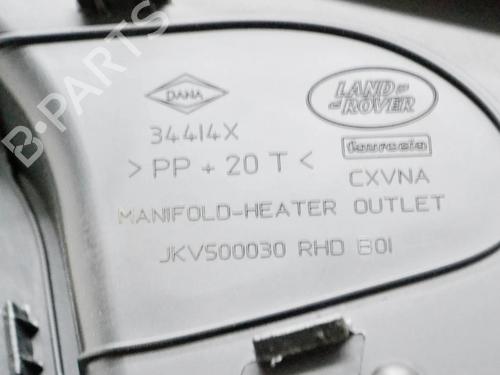 B-PARTS
DANA
LAND ROVER
34414X
faurecia
> PP + 20 T <
CXVNA
MANIFOLD-HEATER OUTLET
JKV500030 RHD B01